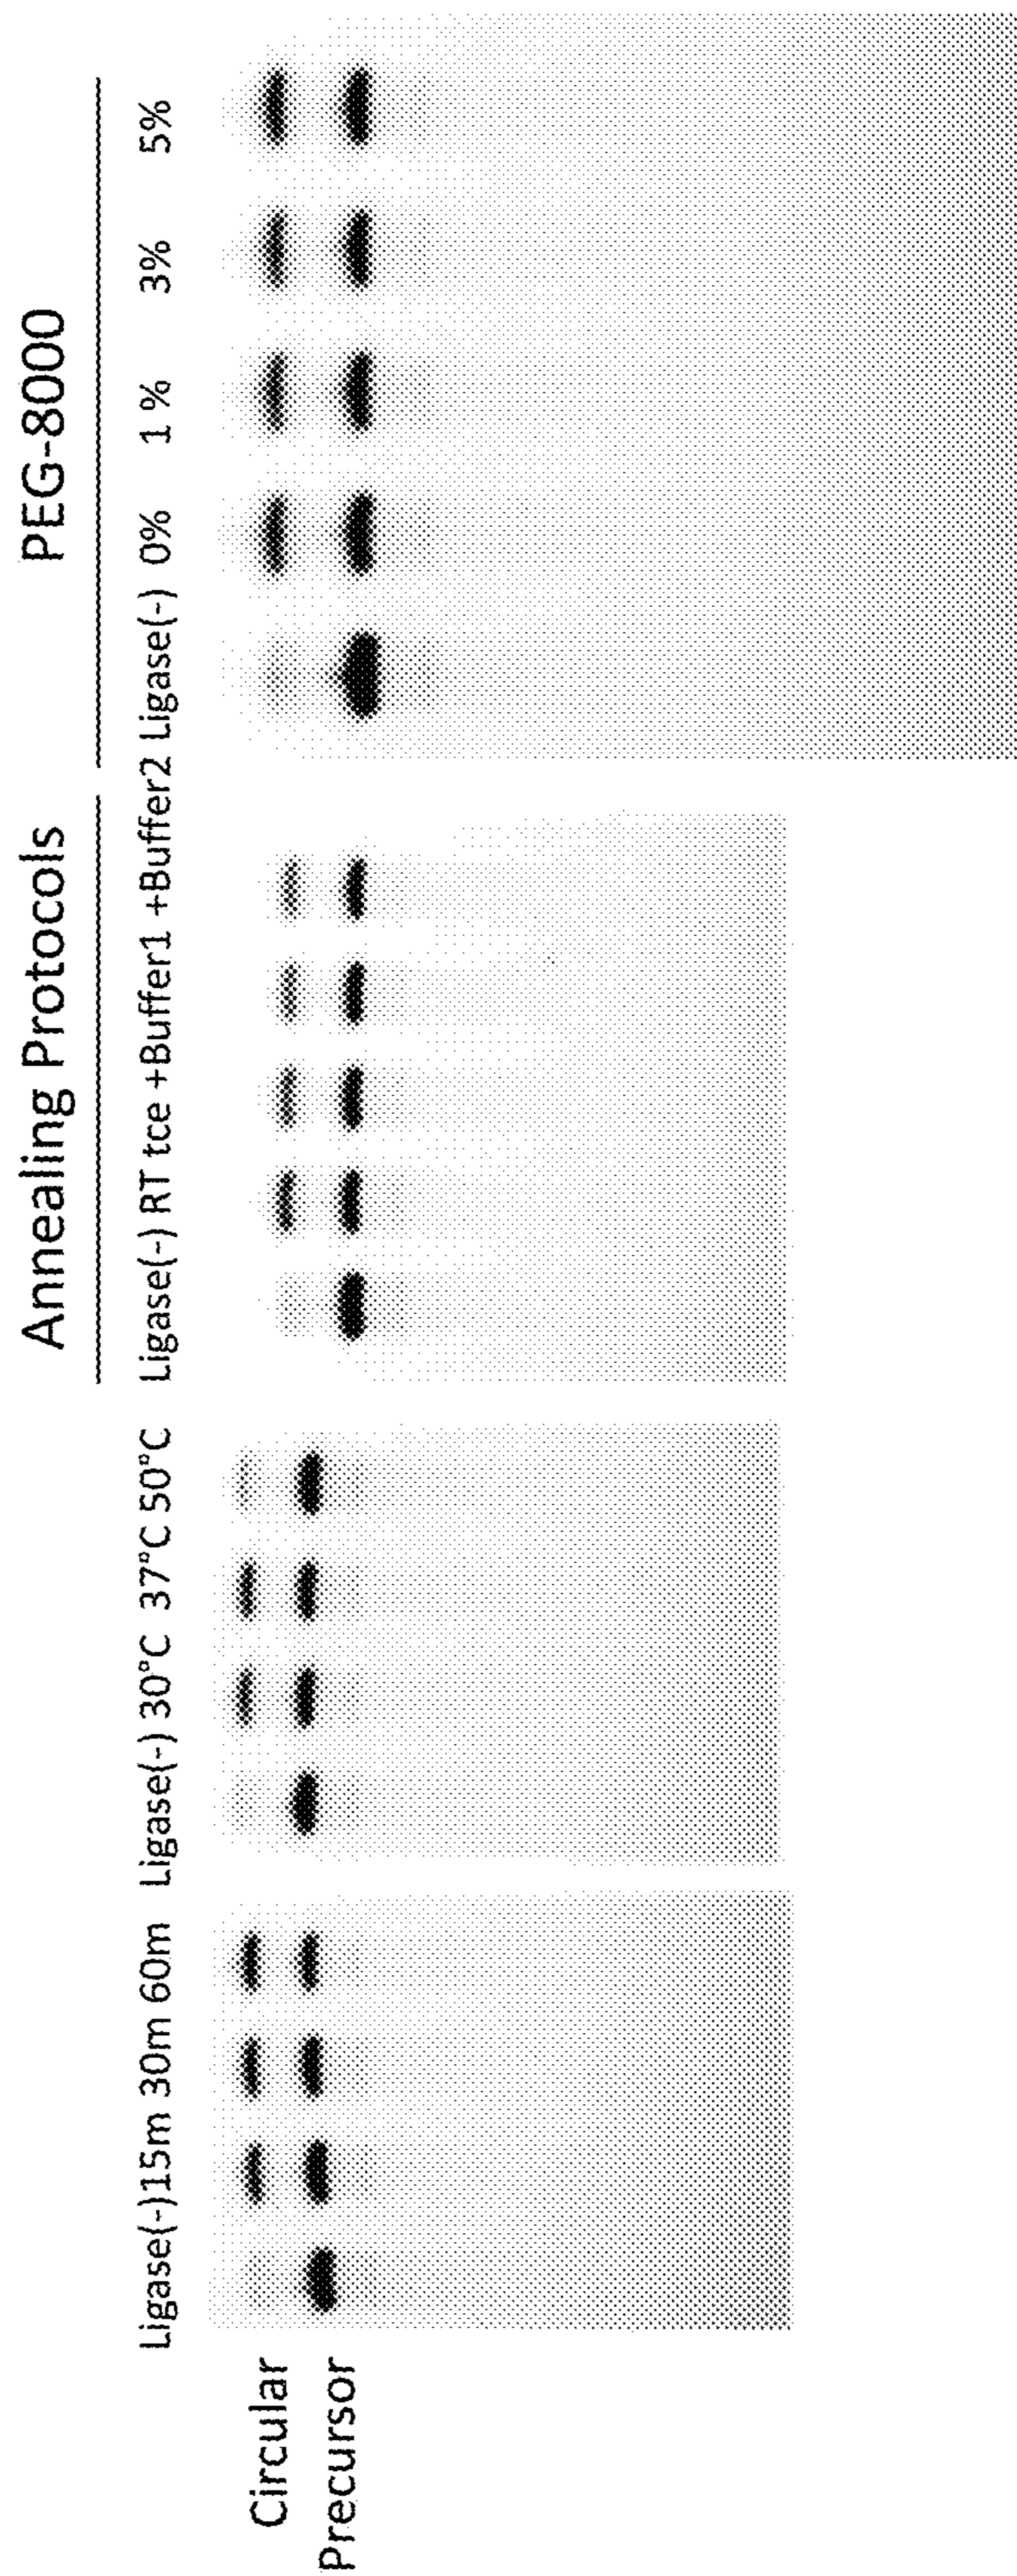 Annealing Protocols
PEG-8000
Ligase(-)15m 30m 60m
Ligase(-) 30°C 37°C 50°C
Ligase(-) RT tce +Buffer1 +Buffer2
Ligase(-) 0% 1 % 3% 5%
Circular
Precursor